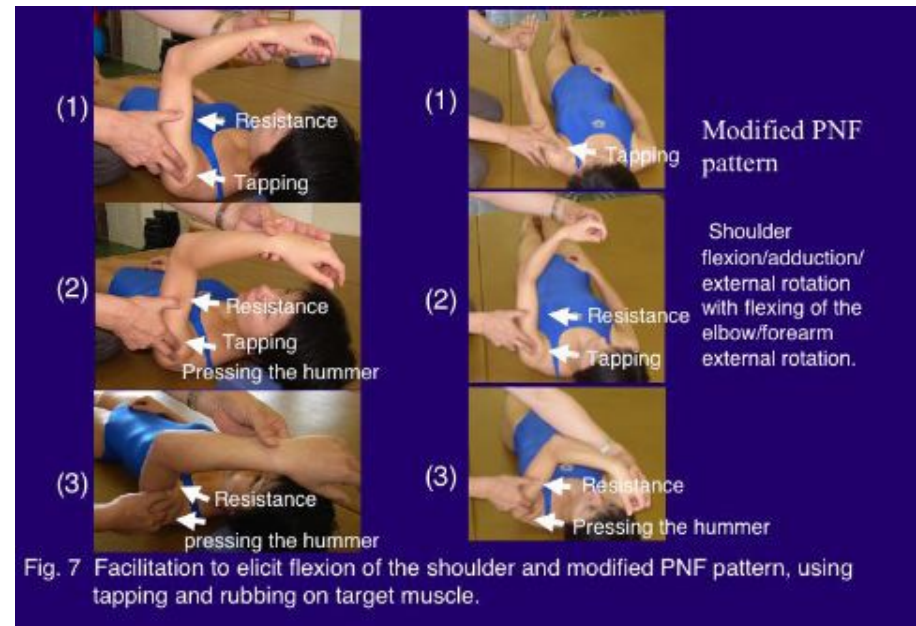 (1)
Resistance
Tapping
(2)
Resistance
Tapping
Pressing the hummer
(3)
Resistance
pressing the hummer
(1)
Tapping
(2)
Resistance
Tapping
(3)
Resistance
Pressing the hummer
Modified PNF
pattern
Shoulder
flexion/adduction/
external rotation
with flexing of the
elbow/forearm
external rotation.
Fig. 7 Facilitation to elicit flexion of the shoulder and modified PNF pattern, using
tapping and rubbing on target muscle.